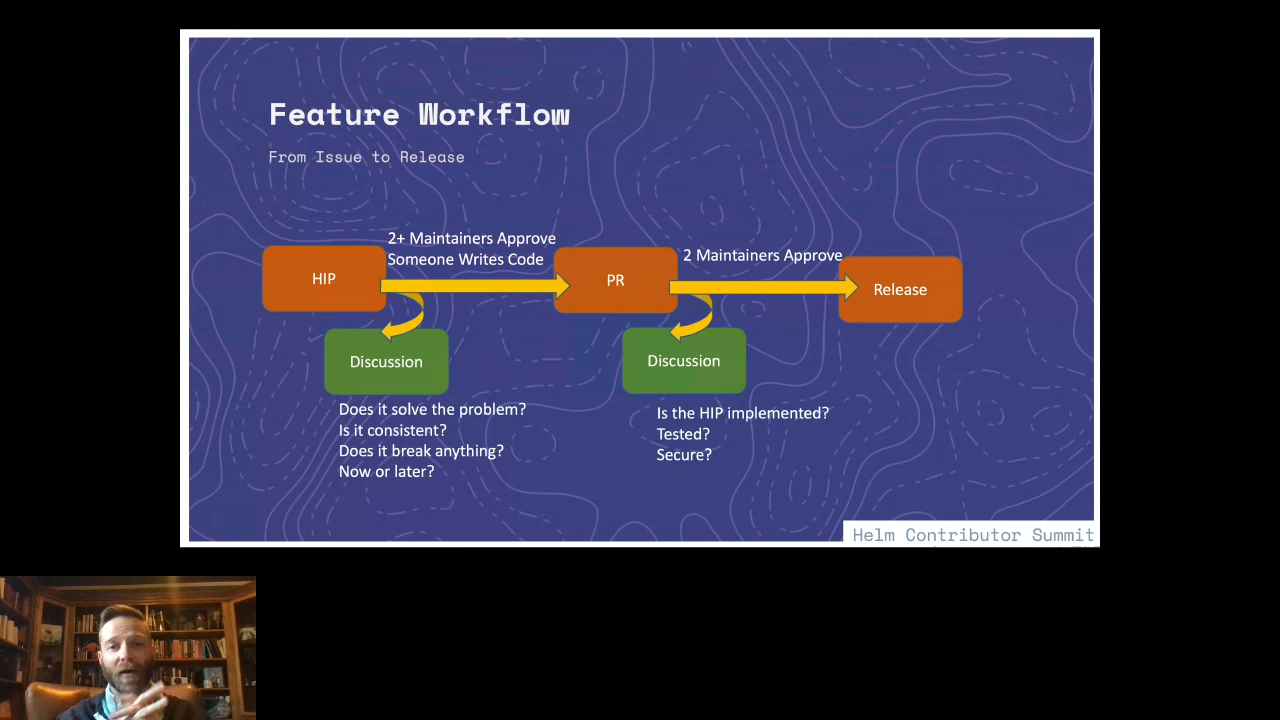 Feature Workflow
From Issue to Release
2+ Maintainers Approve
Someone Writes Code
2 Maintainers Approve
HIP
PR
Release
Discussion
Discussion
Does it solve the problem?
Is it consistent?
Does it break anything?
Now or later?
Is the HIP implemented?
Tested?
Secure?
Helm Contributor Summit